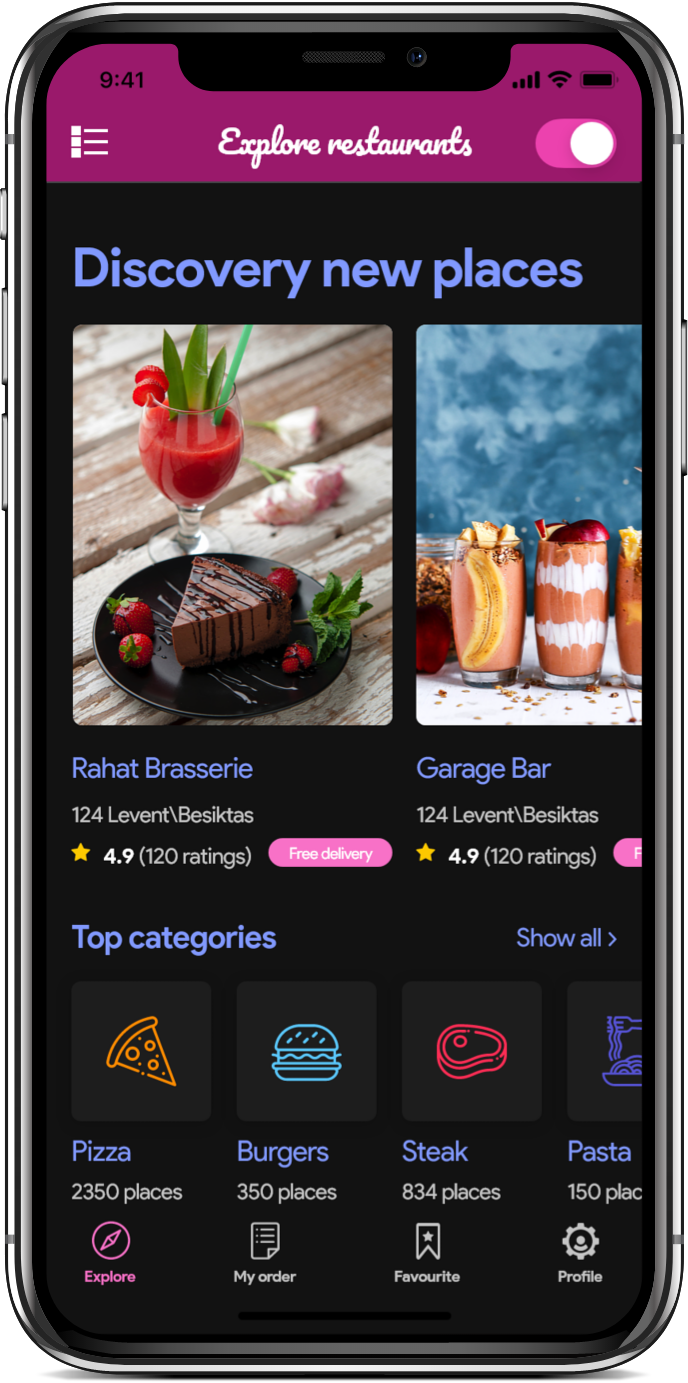 9:41
Explore restaurants
Discovery new places
Rahat Brasserie
Garage Bar
124 Levent\Besiktas
124 Levent\Besiktas
4.9 (120 ratings)
Free delivery
4.9 (120 ratings)
F
Top categories
Show all >
Pizza
Burgers
Steak
Pasta
2350 places
350 places
834 places
150 plac
Explore
My order
Favourite
Profile